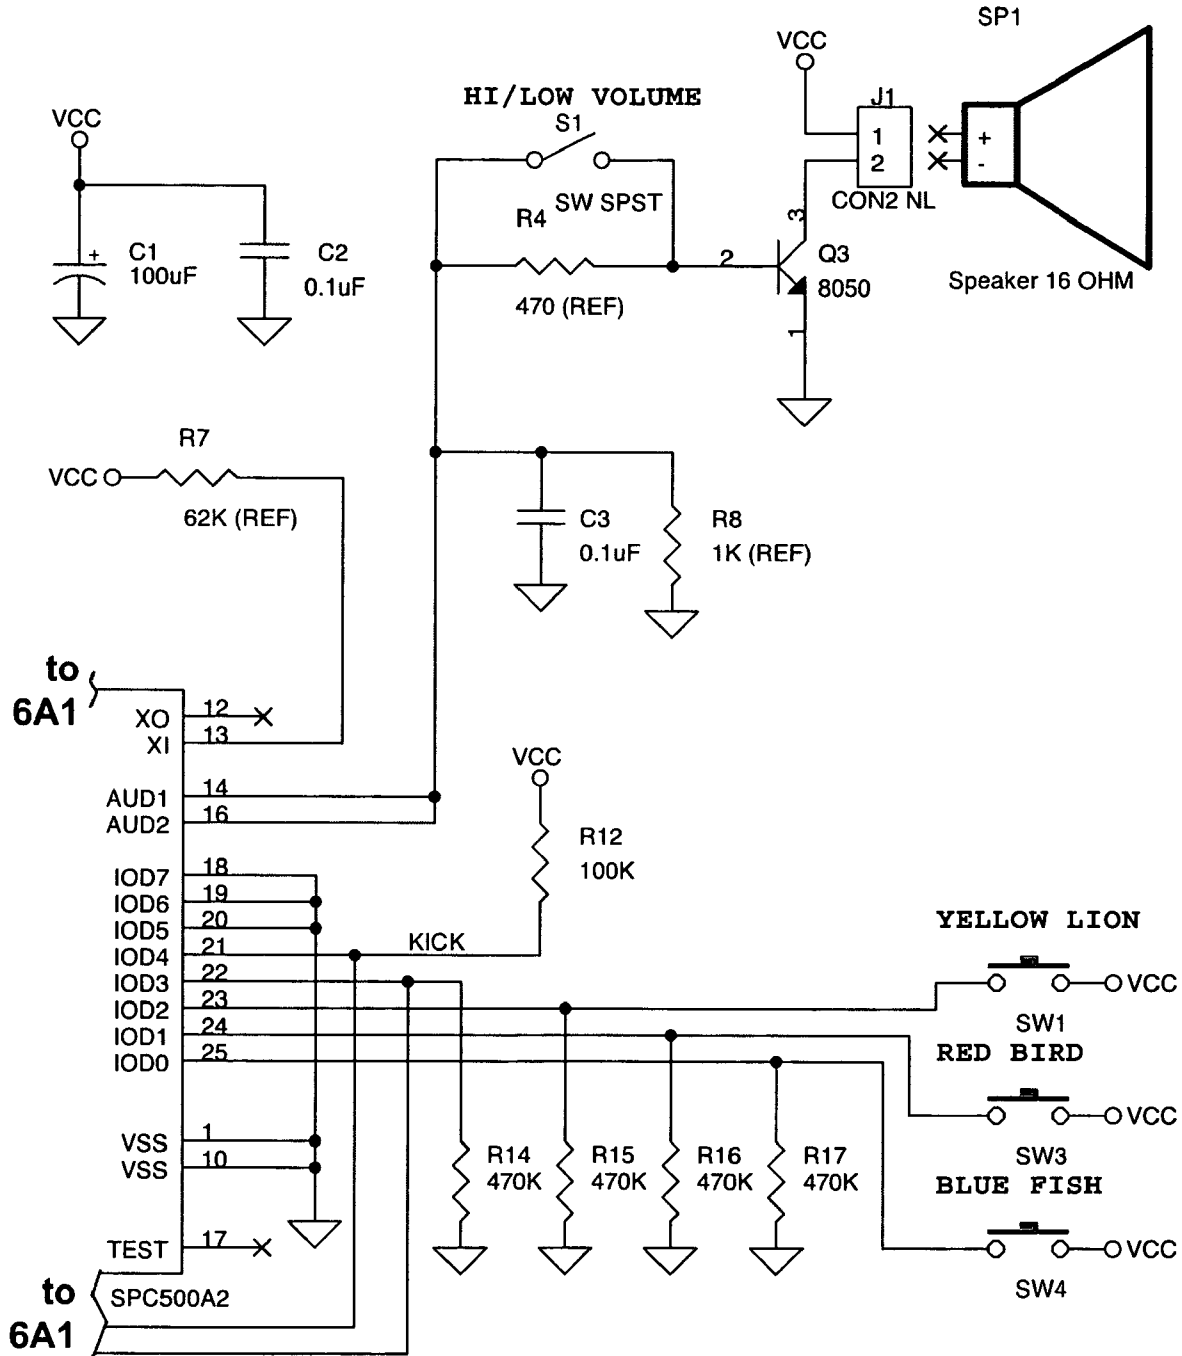 SP1
VCC
HI/LOW VOLUME
S1
J1
VCC
1
2
+
-
SW SPST
CON2 NL
R4
3
2
Q3
8050
Speaker 16 OHM
+
C1
100uF
C2
0.1uF
470 (REF)
1
R7
VCC
62K (REF)
C3
0.1uF
R8
1K (REF)
to
6A1
XO 12
XI 13
AUD1 14
AUD2 16
VCC
R12
100K
IOD7 18
IOD6 19
IOD5 20
IOD4 21 KICK
IOD3 22
IOD2 23
IOD1 24
IOD0 25
YELLOW LION
VCC
SW1
RED BIRD
VCC
SW3
BLUE FISH
VCC
SW4
VSS 1
VSS 10
R14
470K
R15
470K
R16
470K
R17
470K
TEST 17
to
6A1
SPC500A2